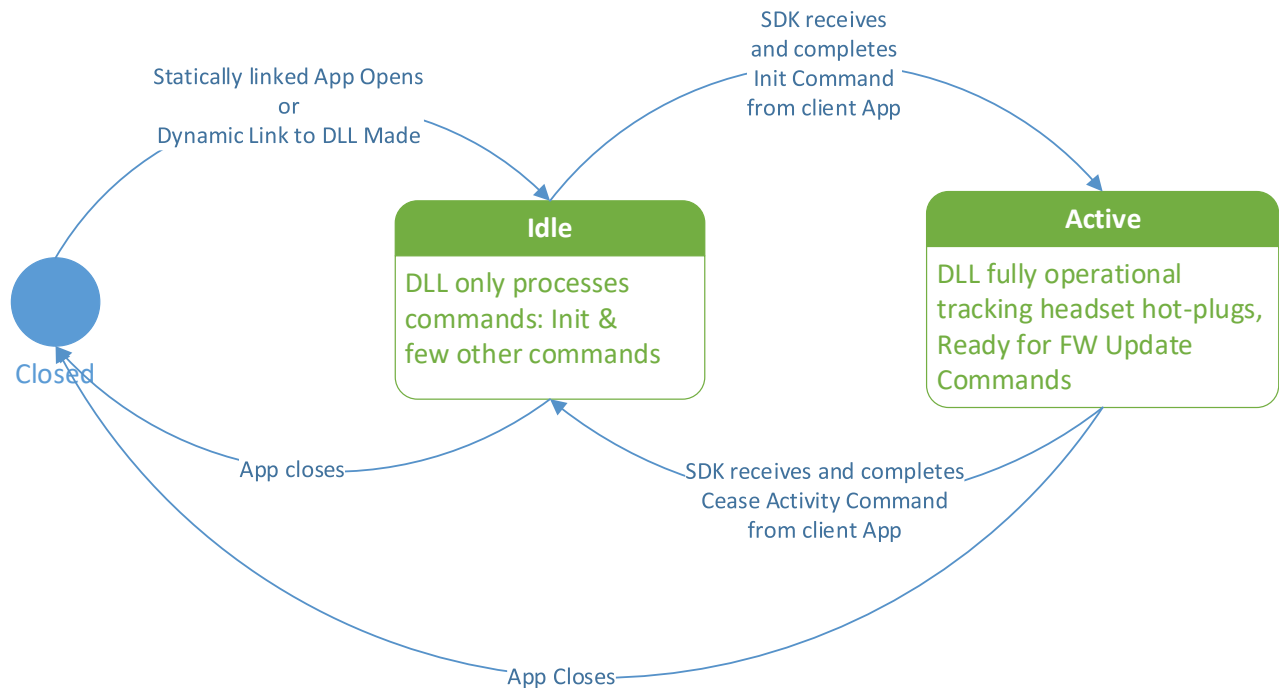 SDK receives
and completes
Init Command
from client App
Statically linked App Opens
or
Dynamic Link to DLL Made
Idle
DLL only processes
commands: Init &
few other commands
Active
DLL fully operational
tracking headset hot-plugs,
Ready for FW Update
Commands
Closed
App closes
SDK receives and completes
Cease Activity Command
from client App
App Closes